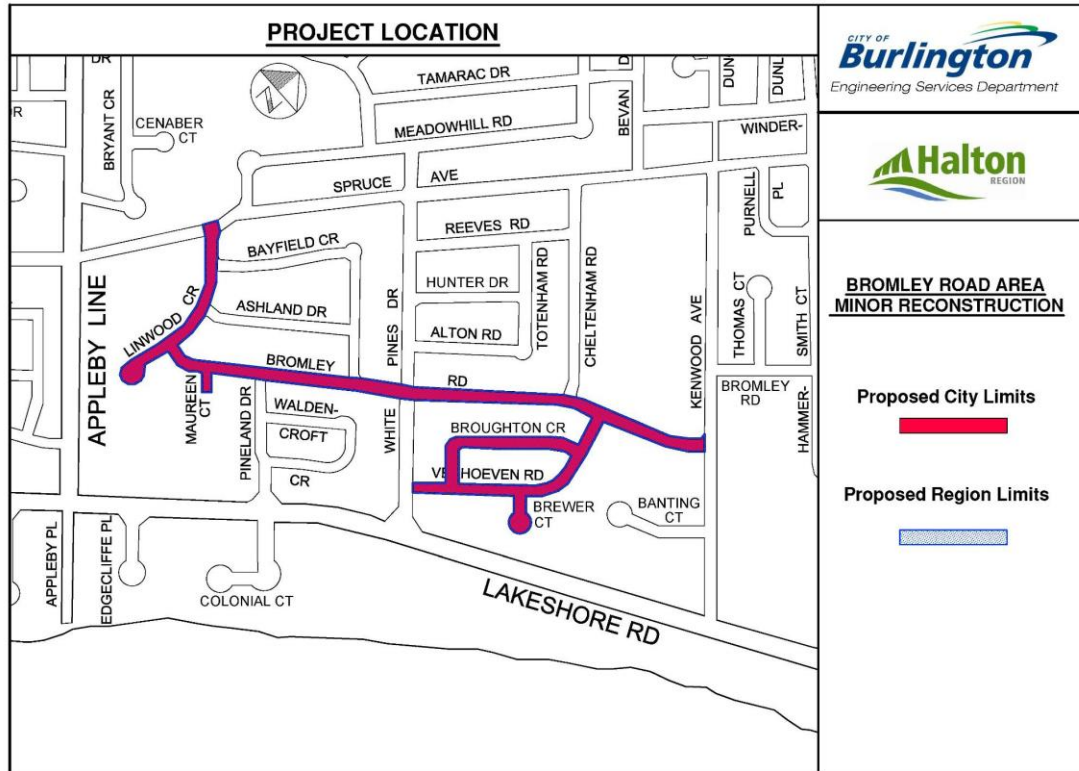 PROJECT LOCATION
CITY OF
Burlington
Engineering Services Department
Halton
REGION
BROMLEY ROAD AREA
MINOR RECONSTRUCTION
Proposed City Limits
Proposed Region Limits
DR
BRYANT CR
CENABER
CT
TAMARAC DR
MEADOWHILL RD
BEVAN
D
DUN
DUNL
WINDER-
PL
SPRUCE AVE
REEVES RD
BAYFIELD CR
HUNTER DR
ASHLAND DR
ALTON RD
TOTENHAM RD
CHELTENHAM RD
KENWOOD AVE
PURNELL
THOMAS CT
SMITH CT
HAMMER-
APPLEBY LINE
LINWOOD CR
BROMLEY RD
MAUREEN
CT
PINELAND DR
WALDEN-
CROFT
CR
WHITE PINES DR
BROUGHTON CR
BROMLEY
RD
BREWER
CT
BANTING
CT
APPLEBY PL
EDGECLIFFE PL
COLONIAL CT
LAKESHORE RD